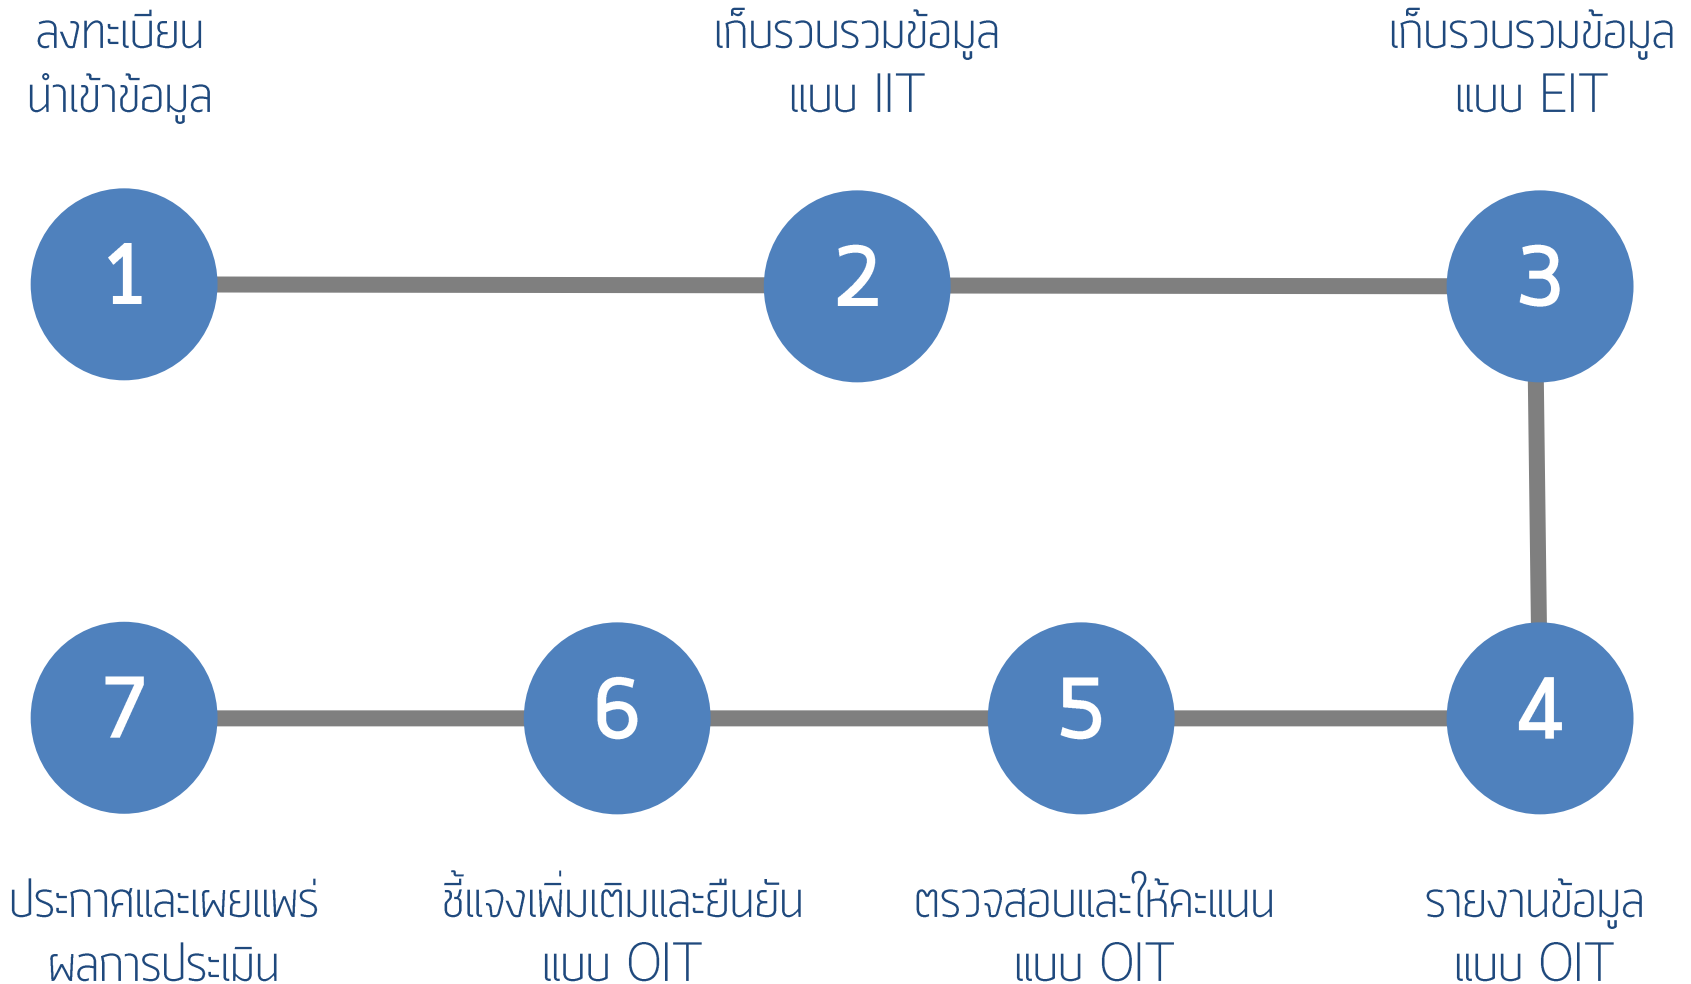 ลงทะเบียน
นำเข้าข้อมูล
เก็บรวบรวมข้อมูล
แบบ IIT
เก็บรวบรวมข้อมูล
แบบ EIT
1
2
3
7
6
5
4
ประกาศและเผยแพร่
ผลการประเมิน
ชี้แจงเพิ่มเติมและยืนยัน
แบบ OIT
ตรวจสอบและให้คะแนน
แบบ OIT
รายงานข้อมูล
แบบ OIT